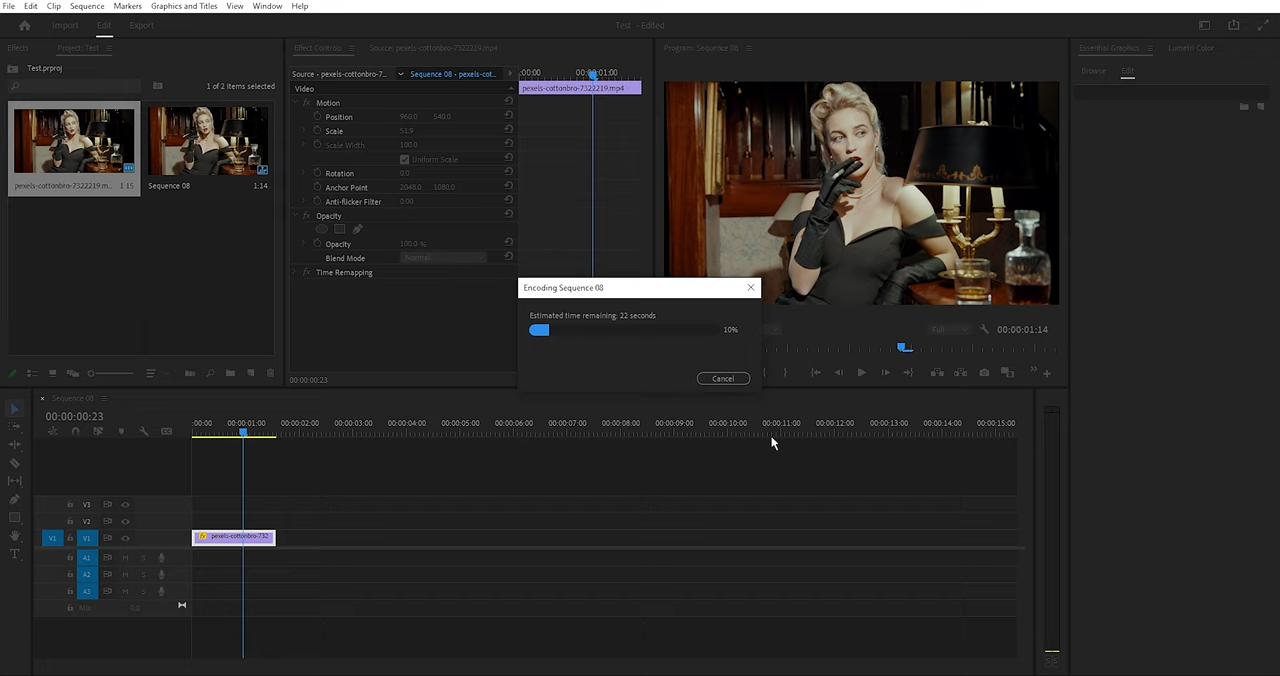 File Edit Clip Sequence Markers Graphics and Titles View Window Help
Import Edit Export Test - Edited
Effects Project: Test
Test.prproj
1 of 2 items selected
pexels-cottonbro-7322219.m... 1:15
Sequence 08 1:14
Effect Controls Source: pexels-cottonbro-7322219.mp4
Source - pexels-cottonbro-7... Sequence 08 - pexels-cot...
:00:00 00:00:01:00
Video
pexels-cottonbro-7322219.mp4
fx Motion
Position 960.0 540.0
Scale 51.9
Scale Width 100.0
Uniform Scale
Rotation 0.0
Anchor Point 2048.0 1080.0
Anti-flicker Filter 0.00
fx Opacity
Opacity 100.0 %
Blend Mode Normal
fx Time Remapping
00:00:00:23
Program: Sequence 08
Full 00:00:01:14
Essential Graphics Lumetri Color
Browse Edit
Encoding Sequence 08
Estimated time remaining: 22 seconds
10%
Cancel
Sequence 08
00:00:00:23
:00:00 00:00:01:00 00:00:02:00 00:00:03:00 00:00:04:00 00:00:05:00 00:00:06:00 00:00:07:00 00:00:08:00 00:00:09:00 00:00:10:00 00:00:11:00 00:00:12:00 00:00:13:00 00:00:14:00 00:00:15:00
V3
V2
V1 V1 fx pexels-cottonbro-732
A1 M S
A2 M S
A3 M S
Mix 0.0
S S